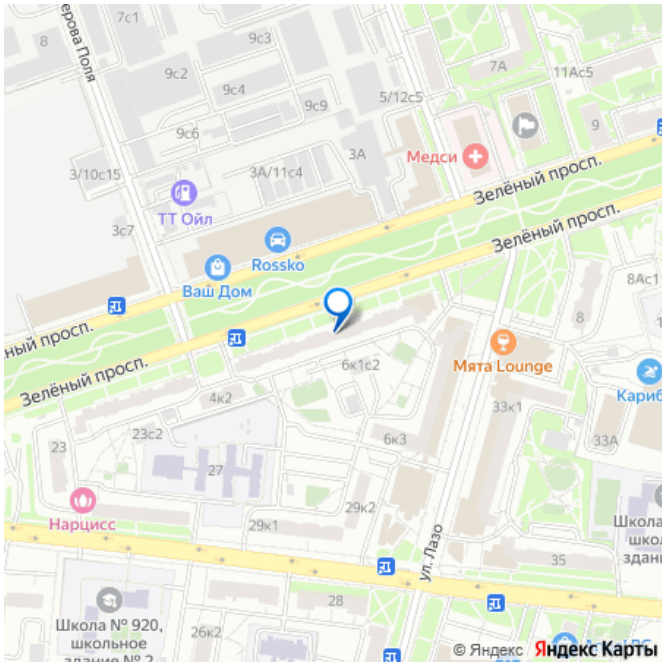 7с1
8
9с3
7А
11Ас5
9с2
9с4
5/12с5
9с9
9
9с6
3А
Медси
3/10с15
3А/11с4
Зелёный просп.
ТТ Ойл
3с7
Зелёный просп.
Rossko
Ваш Дом
8Ас1
8
Зелёный просп.
6к1с2
Мята Lounge
4к2
33к1
23с2
6к3
33А
23
27
Нарцисс
29к2
29к1
ул. Лазо
35
28
Школа № 920,
школьное
здание № 2
26к2
© Яндекс Яндекс Карты